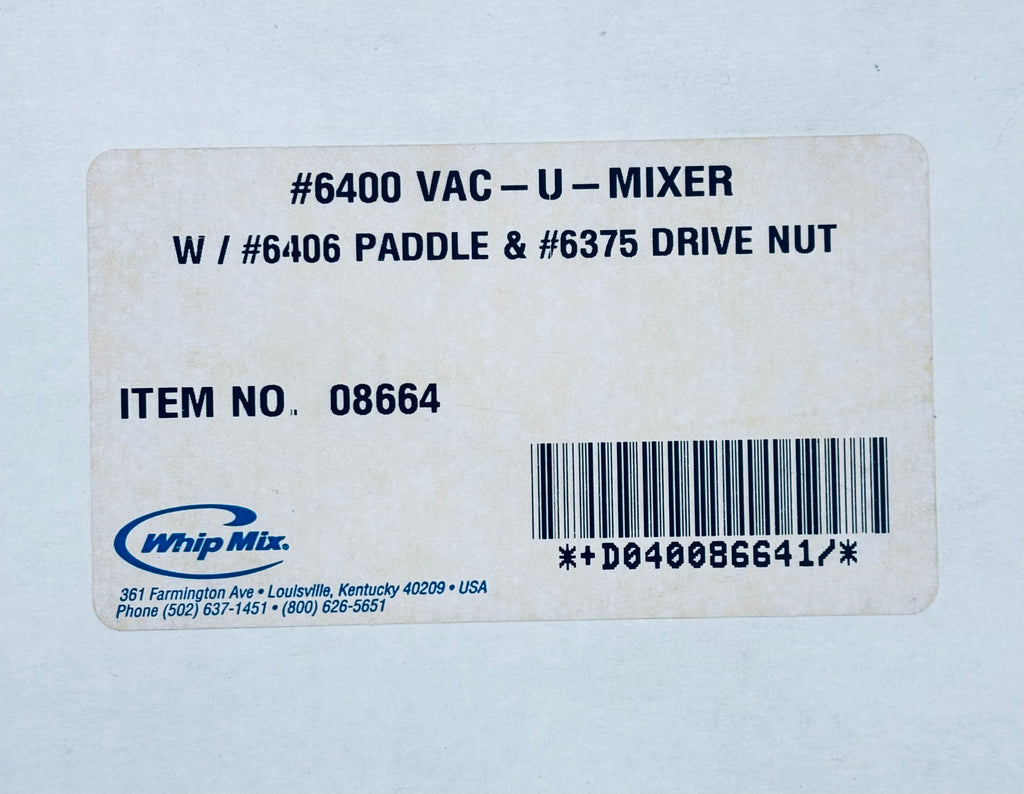 #6400 VAC-U-MIXER
W / #6406 PADDLE & #6375 DRIVE NUT
ITEM NO. 08664
*+D040086641/*
Whip Mix.
361 Farmington Ave • Louisville, Kentucky 40209 • USA
Phone (502) 637-1451 • (800) 626-5651